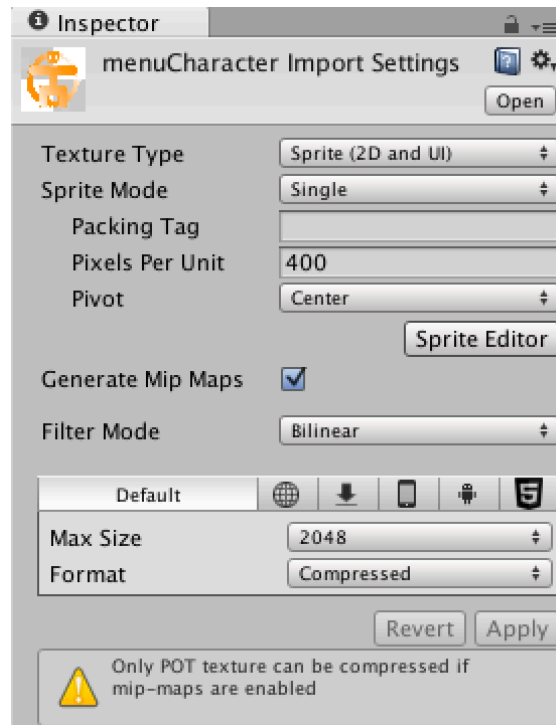 Inspector
menuCharacter Import Settings
Open
Texture Type Sprite (2D and UI)
Sprite Mode Single
Packing Tag
Pixels Per Unit 400
Pivot Center
Sprite Editor
Generate Mip Maps
Filter Mode Bilinear
Default
Max Size 2048
Format Compressed
Revert Apply
Only POT texture can be compressed if
mip-maps are enabled